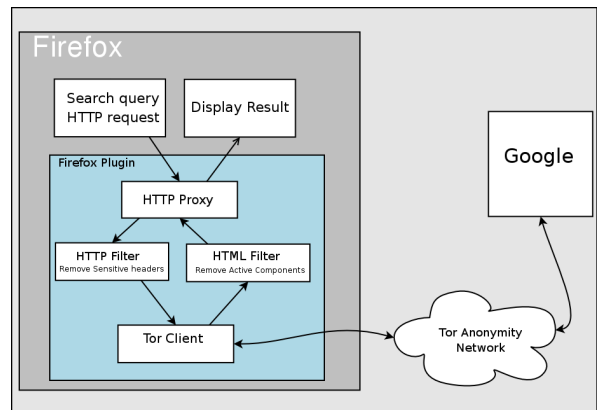 Firefox
Search query
HTTP request
Display Result
Google
Firefox Plugin
HTTP Proxy
HTTP Filter
Remove Sensitive headers
HTML Filter
Remove Active Components
Tor Client
Tor Anonymity
Network